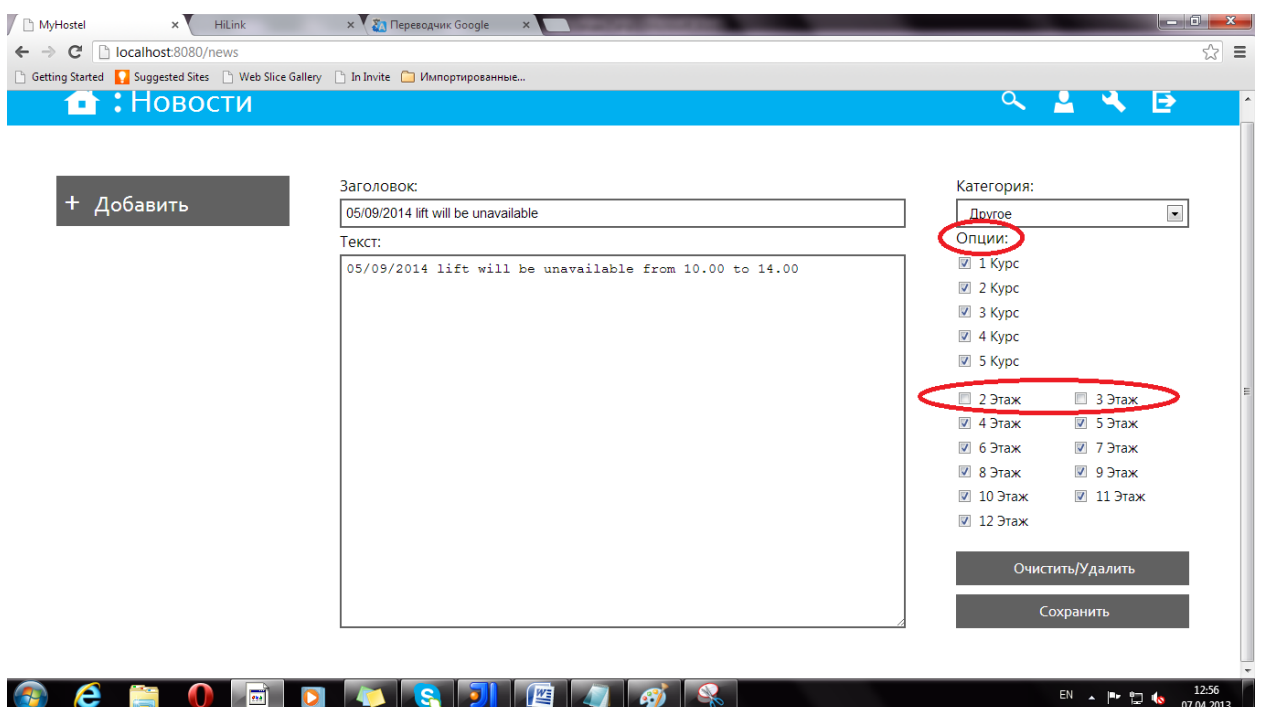 MyHostel
HiLink
Переводчик Google
localhost:8080/news
Getting Started
Suggested Sites
Web Slice Gallery
In Invite
Импортированные...
: Новости
+ Добавить
Заголовок:
05/09/2014 lift will be unavailable
Текст:
05/09/2014 lift will be unavailable from 10.00 to 14.00
Категория:
Другое
Опции:
1 Курс
2 Курс
3 Курс
4 Курс
5 Курс
2 Этаж 3 Этаж
4 Этаж 5 Этаж
6 Этаж 7 Этаж
8 Этаж 9 Этаж
10 Этаж 11 Этаж
12 Этаж
Очистить/Удалить
Сохранить
EN
12:56
07.04.2013